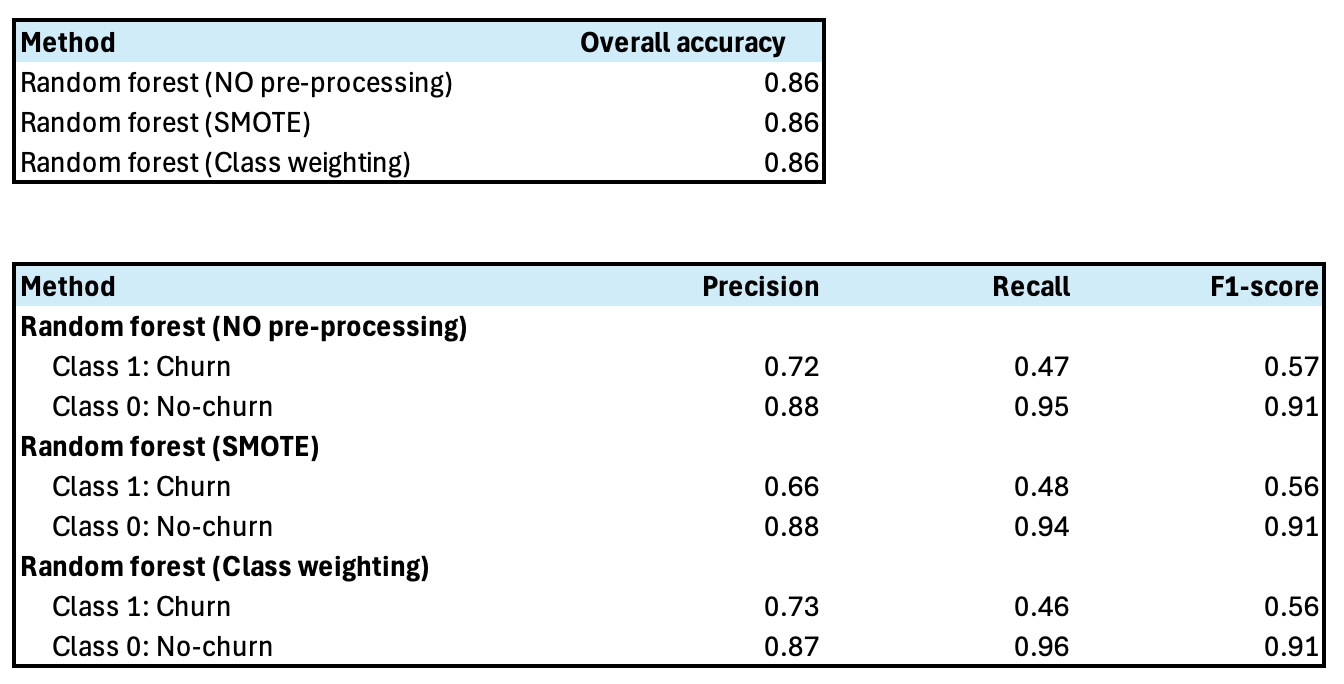 Method Overall accuracy
Random forest (NO pre-processing) 0.86
Random forest (SMOTE) 0.86
Random forest (Class weighting) 0.86
Method Precision Recall F1-score
Random forest (NO pre-processing)
Class 1: Churn 0.72 0.47 0.57
Class 0: No-churn 0.88 0.95 0.91
Random forest (SMOTE)
Class 1: Churn 0.66 0.48 0.56
Class 0: No-churn 0.88 0.94 0.91
Random forest (Class weighting)
Class 1: Churn 0.73 0.46 0.56
Class 0: No-churn 0.87 0.96 0.91